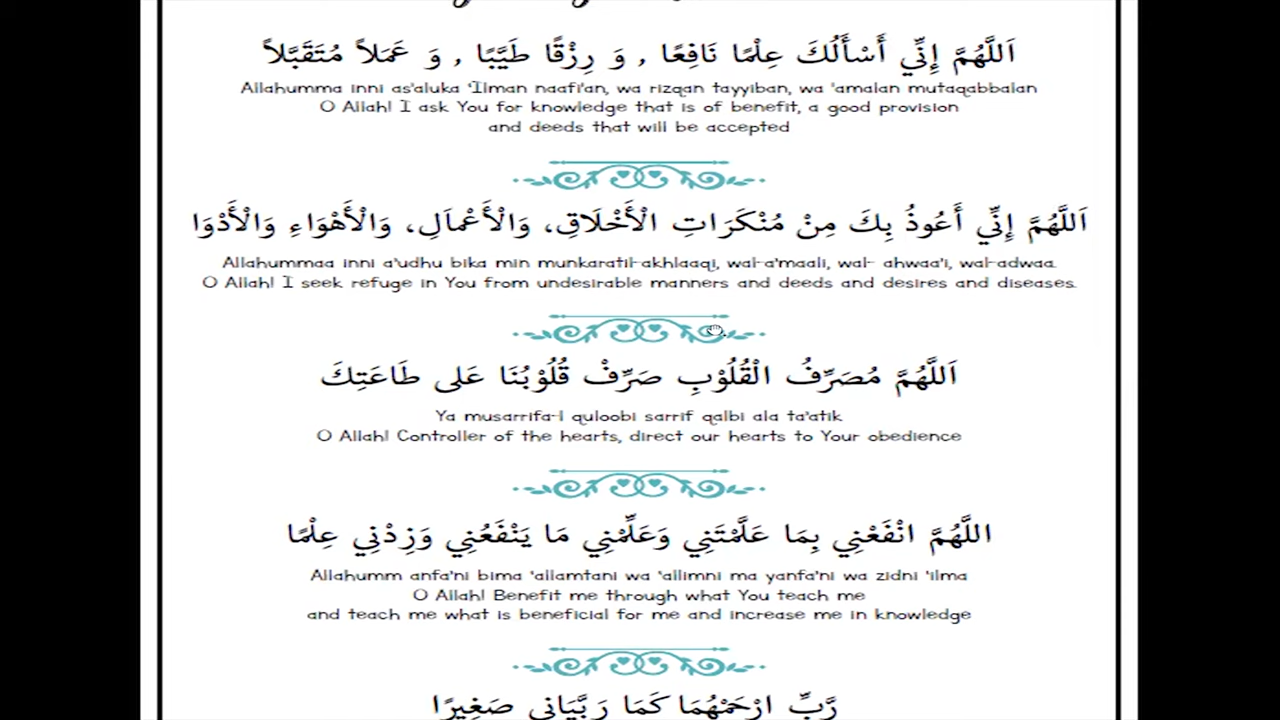 اَللَّهُمَّ إِنِّي أَسْأَلُكَ عِلْمًا نَافِعًا , وَ رِزْقًا طَيَّبًا , وَ عَمَلاً مُتَقَبَّلاً
Allahumma inni as'aluka 'Ilman naafi'an, wa rizqan tayyiban, wa 'amalan mutaqabbalan
O Allah! I ask You for knowledge that is of benefit, a good provision
and deeds that will be accepted
اَللَّهُمَّ إِنِّي أَعُوذُ بِكَ مِنْ مُنْكَرَاتِ الْأَخْلَاقِ، وَالْأَعْمَالِ، وَالْأَهْوَاءِ وَالْأَدْوَا
Allahummaa inni a'udhu bika min munkaratil-akhlaaqi, wal-a'maali, wal- ahwaa'i, wal-adwaa.
O Allah! I seek refuge in You from undesirable manners and deeds and desires and diseases.
اَللَّهُمَّ مُصَرِّفُ الْقُلُوْبِ صَرِّفْ قُلُوْبُنَا عَلى طَاعَتِكَ
Ya musarrifa-l quloobi sarrif qalbi ala ta'atik.
O Allah! Controller of the hearts, direct our hearts to Your obedience
اللَّهُمَّ انْفَعْنِي بِمَا عَلَّمْتَنِي وَعَلِّمْنِي مَا يَنْفَعُنِي وَزِدْنِي عِلْمًا
Allahumm anfa'ni bima 'allamtani wa 'allimni ma yanfa'ni wa zidni 'ilma
O Allah! Benefit me through what You teach me
and teach me what is beneficial for me and increase me in knowledge
رَّبِّ ارْحَمْهُمَا كَمَا رَبَّيَانِي صَغِيرًا